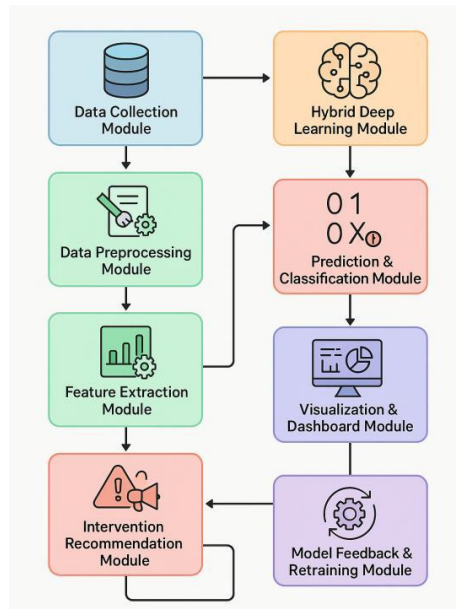 Data Collection
Module
Hybrid Deep
Learning Module
Data Preprocessing
Module
0 1
0 X
Prediction &
Classification Module
Feature Extraction
Module
Visualization &
Dashboard Module
Intervention
Recommendation
Module
Model Feedback &
Retraining Module